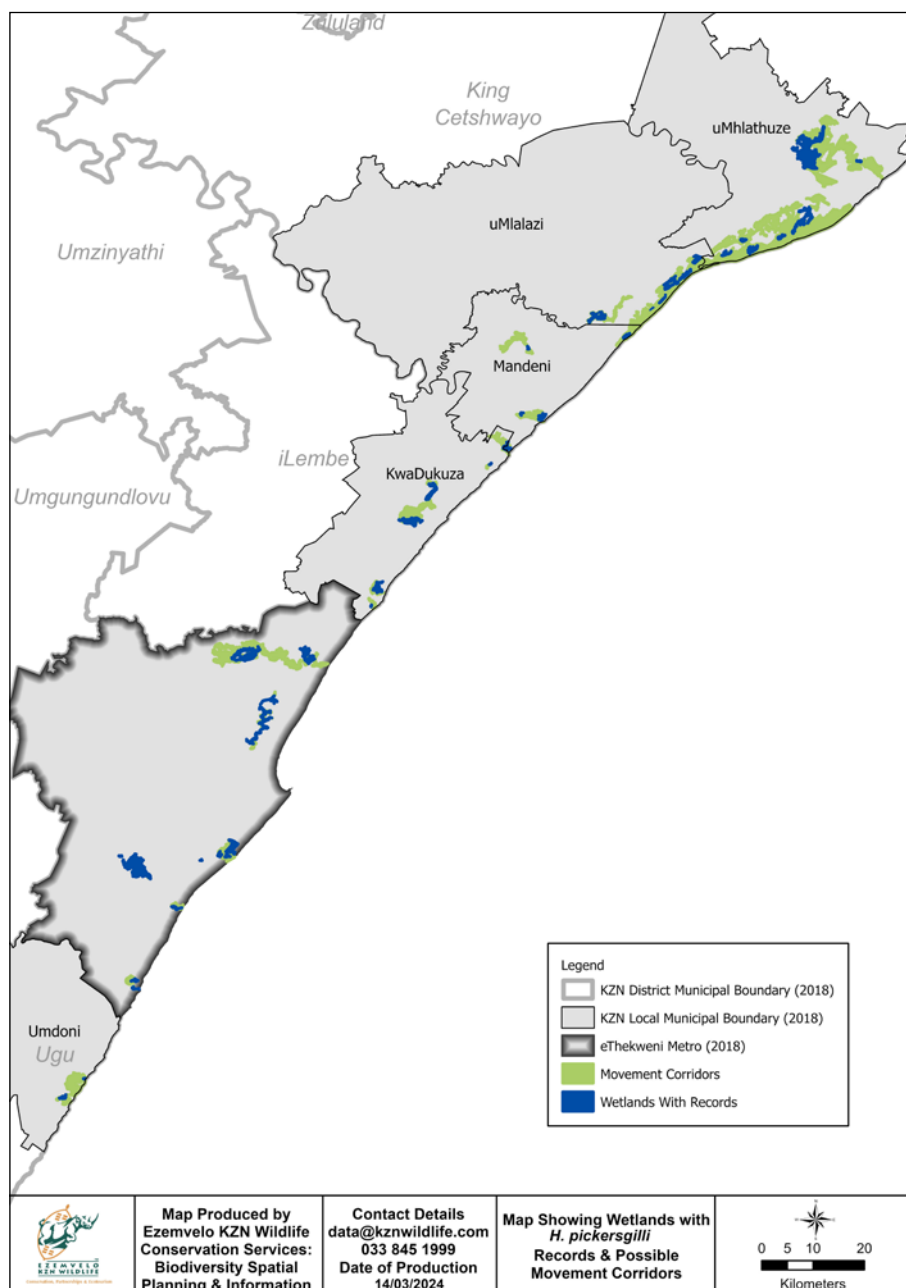 Zululand
King
Cetshwayo
uMhlathuze
uMlalazi
Umzinyathi
Mandeni
iLembe
KwaDukuza
Umgungundlovu
Umdoni
Ugu
Legend
KZN District Municipal Boundary (2018)
KZN Local Municipal Boundary (2018)
eThekweni Metro (2018)
Movement Corridors
Wetlands With Records
EZEMVELO
KZN WILDLIFE
Map Produced by
Ezemvelo KZN Wildlife
Conservation Services:
Biodiversity Spatial
Planning & Information
Contact Details
data@kznwildlife.com
033 845 1999
Date of Production
14/03/2024
Map Showing Wetlands with
H. pickersgilli
Records & Possible
Movement Corridors
0 5 10 20
Kilometers